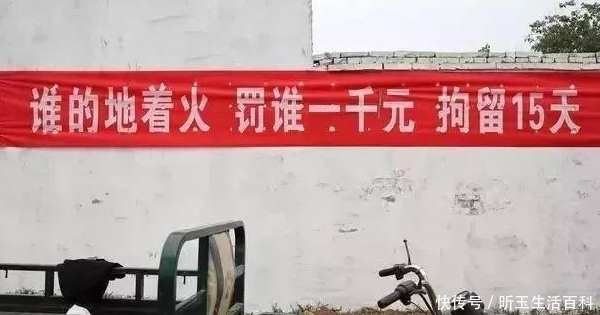 谁的地着火 罚谁一千元 拘留15天
快传号／昕玉生活百科